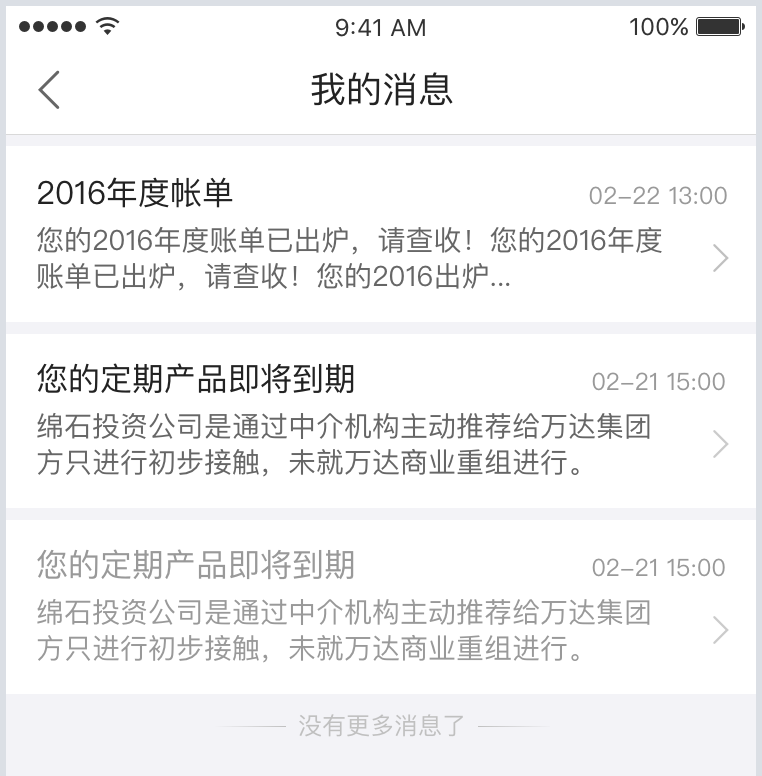 9:41 AM 100%
我的消息
2016年度帐单 02-22 13:00
您的2016年度账单已出炉，请查收！您的2016年度
账单已出炉，请查收！您的2016出炉...
您的定期产品即将到期 02-21 15:00
绵石投资公司是通过中介机构主动推荐给万达集团
方只进行初步接触，未就万达商业重组进行。
您的定期产品即将到期 02-21 15:00
绵石投资公司是通过中介机构主动推荐给万达集团
方只进行初步接触，未就万达商业重组进行。
没有更多消息了